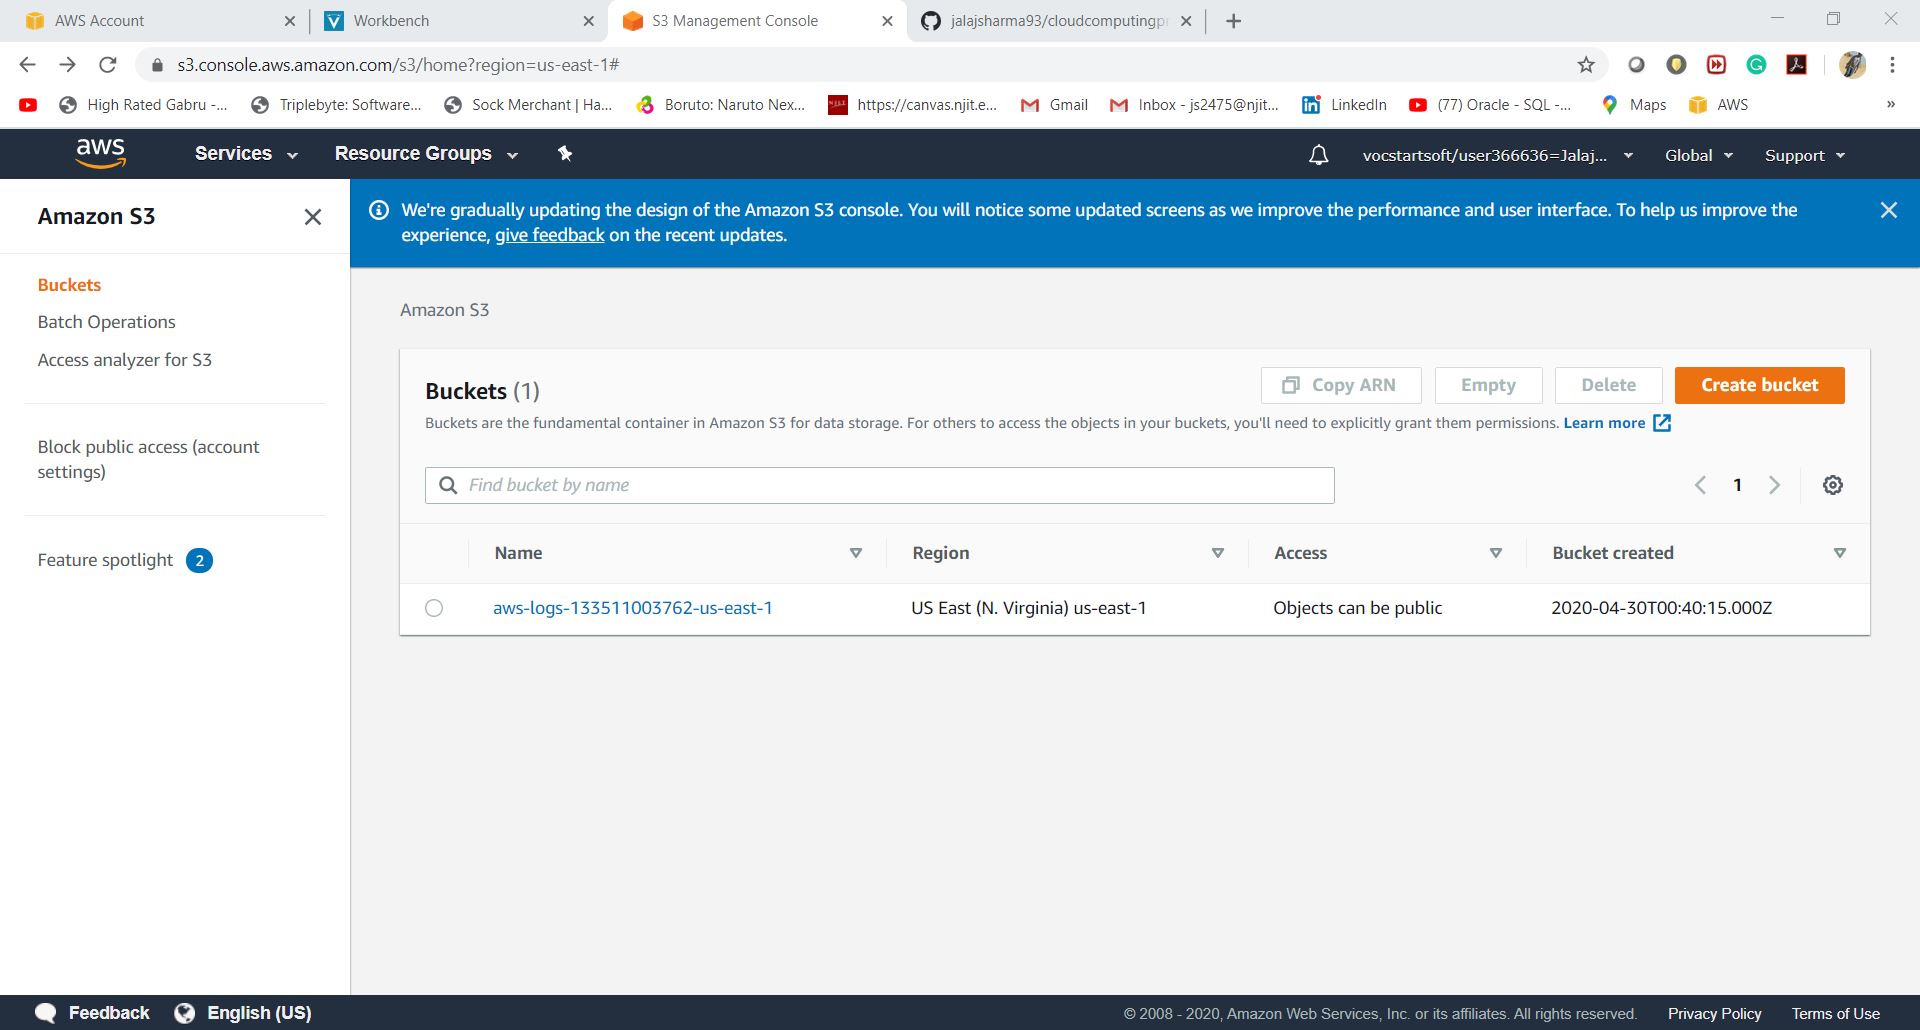 AWS Account
Workbench
S3 Management Console
jalajsharma93/cloudcomputingpr
s3.console.aws.amazon.com/s3/home?region=us-east-1#
High Rated Gabru -...
Triplebyte: Software...
Sock Merchant | Ha...
Boruto: Naruto Nex...
https://canvas.njit.e...
Gmail
Inbox - js2475@njit...
LinkedIn
(77) Oracle - SQL -...
Maps
AWS
»
aws
Services
Resource Groups
vocstartsoft/user366636=Jalaj...
Global
Support
Amazon S3
We're gradually updating the design of the Amazon S3 console. You will notice some updated screens as we improve the performance and user interface. To help us improve the
experience, give feedback on the recent updates.
Buckets
Batch Operations
Access analyzer for S3
Block public access (account
settings)
Feature spotlight 2
Amazon S3
Buckets (1)
Copy ARN
Empty
Delete
Create bucket
Buckets are the fundamental container in Amazon S3 for data storage. For others to access the objects in your buckets, you'll need to explicitly grant them permissions. Learn more
Find bucket by name
1
Name Region Access Bucket created
aws-logs-133511003762-us-east-1 US East (N. Virginia) us-east-1 Objects can be public 2020-04-30T00:40:15.000Z
Feedback
English (US)
© 2008 - 2020, Amazon Web Services, Inc. or its affiliates. All rights reserved.
Privacy Policy
Terms of Use